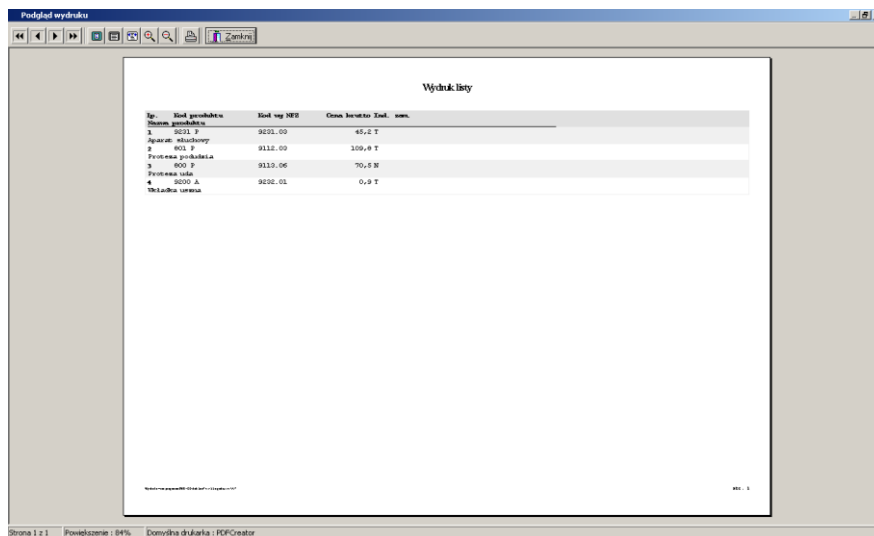 Podgląd wydruku
Zamknij
Wydruk listy
Lp. Kod produktu Kod wg NFZ Cena brutto Ind. zam.
Nazwa produktu
1 9231 P 9231.00 45,2 T
Aparat słuchowy
2 801 P 9112.00 109,8 T
Proteza podudzia
3 800 P 9113.06 70,5 N
Proteza uda
4 9200 A 9232.01 0,9 T
Wkładka uszna
str. 1
Strona 1 z 1 Powiększenie : 84% Domyślna drukarka : PDFCreator